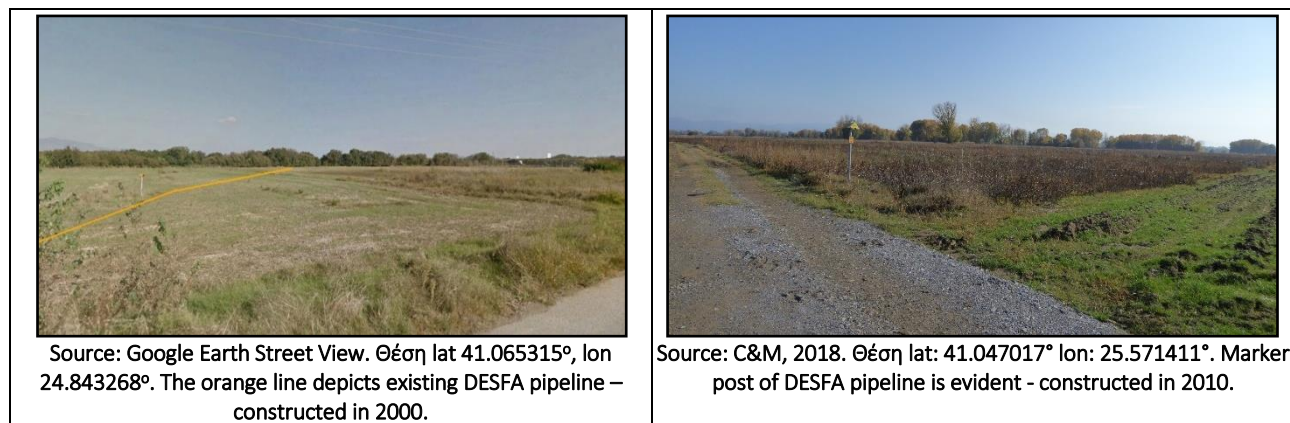 Source: Google Earth Street View. Θέση lat 41.065315º, lon
24.843268º. The orange line depicts existing DESFA pipeline –
constructed in 2000.
Source: C&M, 2018. Θέση lat: 41.047017° lon: 25.571411°. Marker
post of DESFA pipeline is evident - constructed in 2010.